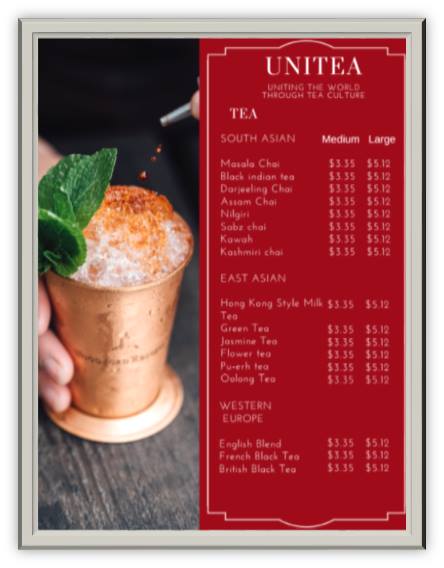 UNITEA
UNITING THE WORLD
THROUGH TEA CULTURE
TEA
SOUTH ASIAN Medium Large
Masala Chai $3.35 $5.12
Black indian tea $3.35 $5.12
Darjeeling Chai $3.35 $5.12
Assam Chai $3.35 $5.12
Nilgiri $3.35 $5.12
Sabz chai $3.35 $5.12
Kawah $3.35 $5.12
Kashmiri chai $3.35 $5.12
EAST ASIAN
Hong Kong Style Milk $3.35 $5.12
Tea
Green Tea $3.35 $5.12
Jasmine Tea $3.35 $5.12
Flower tea $3.35 $5.12
Pu-erh tea $3.35 $5.12
Oolong Tea $3.35 $5.12
WESTERN
EUROPE
English Blend $3.35 $5.12
French Black Tea $3.35 $5.12
British Black Tea $3.35 $5.12